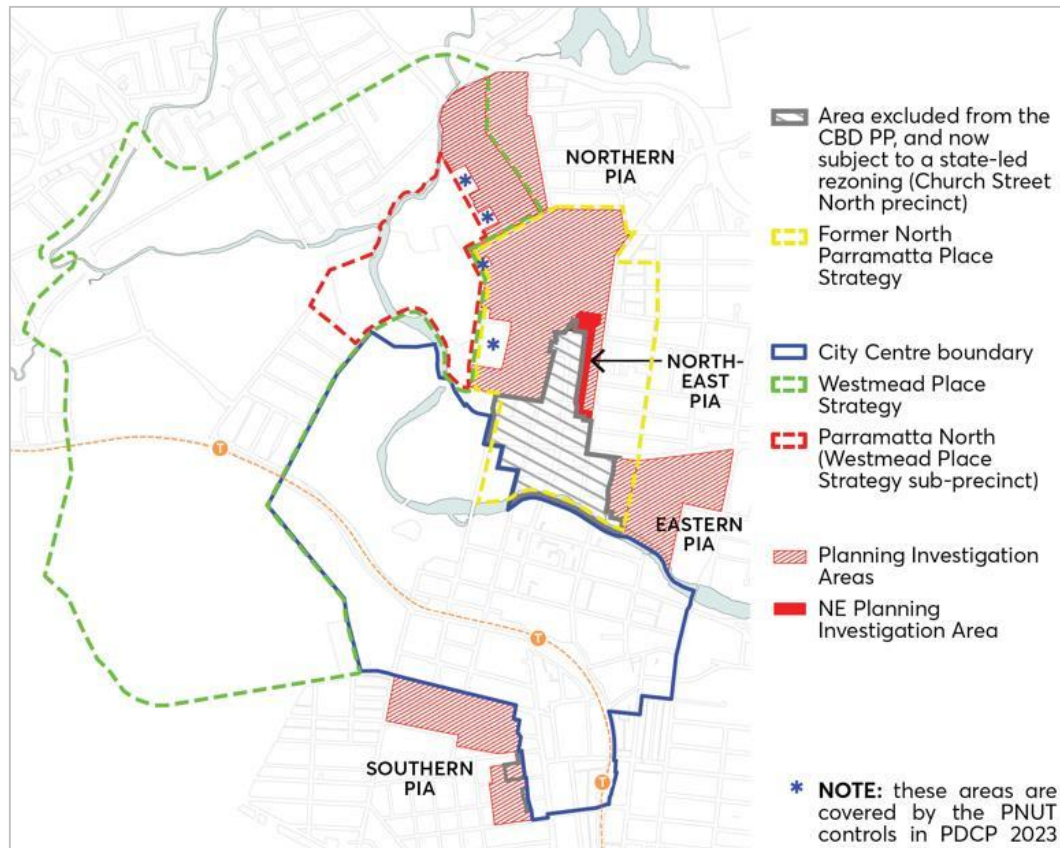 NORTHERN
PIA
NORTH-
EAST
PIA
EASTERN
PIA
SOUTHERN
PIA
T
T
T
Area excluded from the
CBD PP, and now
subject to a state-led
rezoning (Church Street
North precinct)
Former North
Parramatta Place
Strategy
City Centre boundary
Westmead Place
Strategy
Parramatta North
(Westmead Place
Strategy sub-precinct)
Planning Investigation
Areas
NE Planning
Investigation Area
* NOTE: these areas are
covered by the PNUT
controls in PDCP 2023